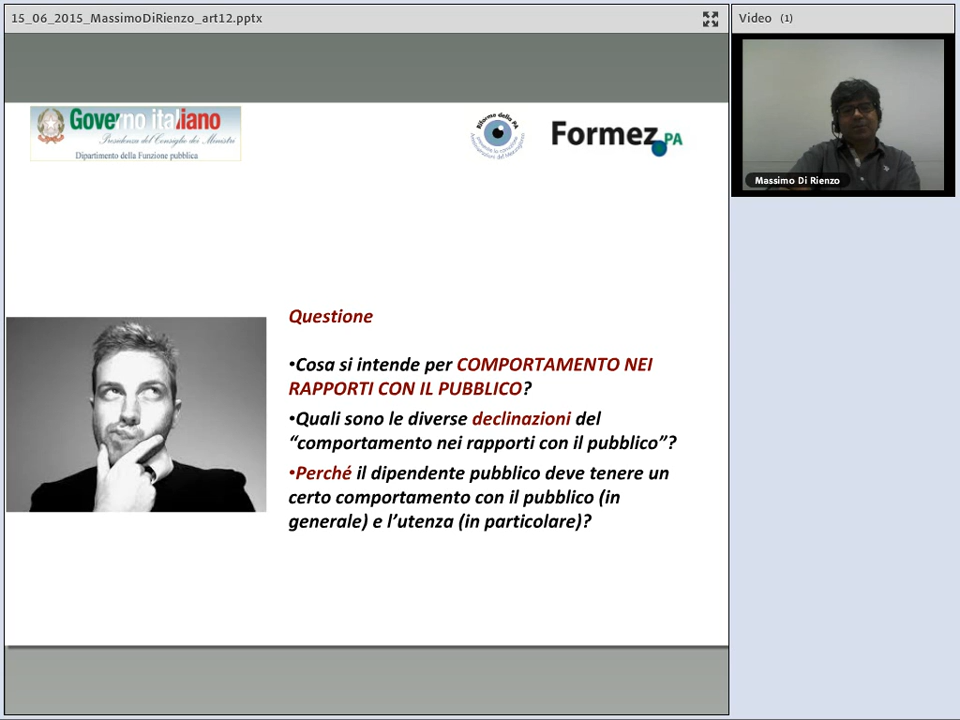 15_06_2015_MassimoDiRienzo_art12.pptx
Video (1)
Governo italiano
Presidenza del Consiglio dei Ministri
Dipartimento della Funzione pubblica
Riforme della PA
Formez PA
Massimo Di Rienzo
Questione
•Cosa si intende per COMPORTAMENTO NEI
RAPPORTI CON IL PUBBLICO?
•Quali sono le diverse declinazioni del
“comportamento nei rapporti con il pubblico”?
•Perché il dipendente pubblico deve tenere un
certo comportamento con il pubblico (in
generale) e l’utenza (in particolare)?